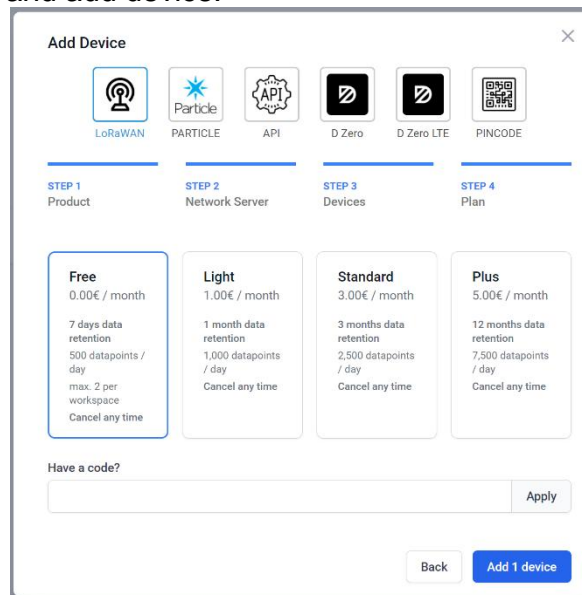 and add device.
Add Device
Particle
API
LoRaWAN
PARTICLE
API
D Zero
D Zero LTE
PINCODE
STEP 1
Product
STEP 2
Network Server
STEP 3
Devices
STEP 4
Plan
Free
0.00€ / month
7 days data
retention
500 datapoints /
day
max. 2 per
workspace
Cancel any time
Light
1.00€ / month
1 month data
retention
1,000 datapoints
/ day
Cancel any time
Standard
3.00€ / month
3 months data
retention
2,500 datapoints
/ day
Cancel any time
Plus
5.00€ / month
12 months data
retention
7,500 datapoints
/ day
Cancel any time
Have a code?
Apply
Back
Add 1 device